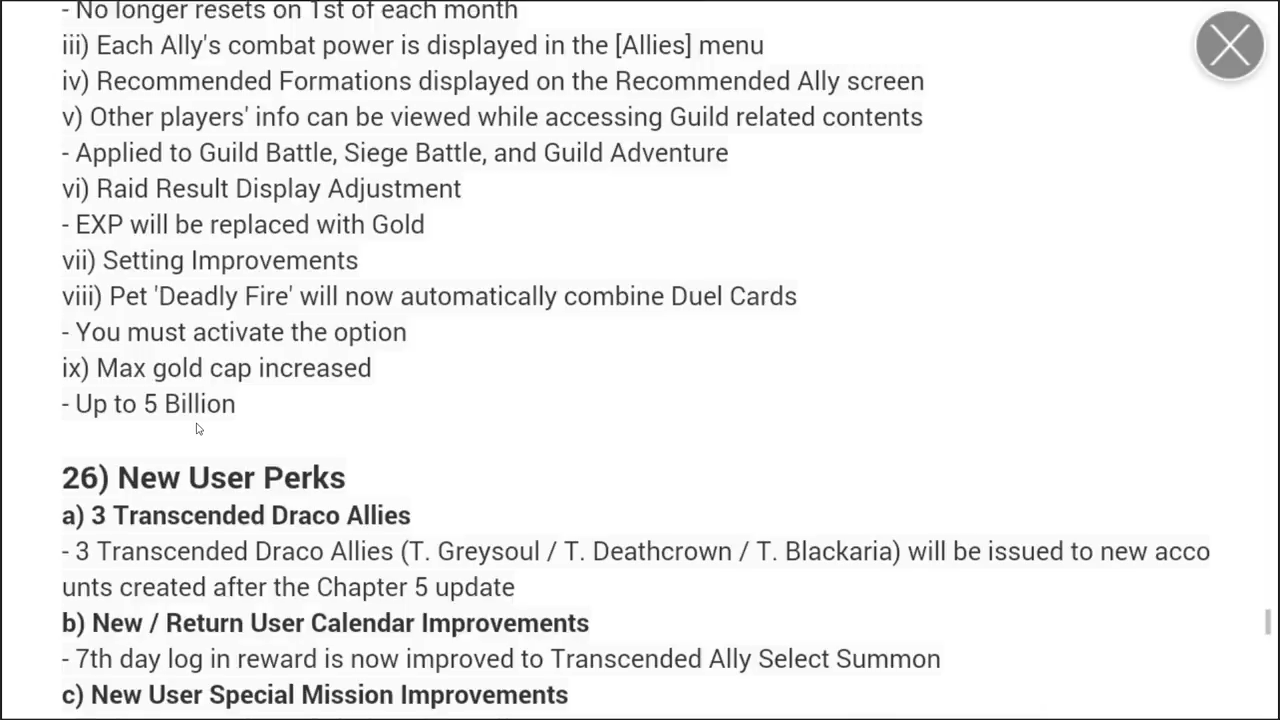 - No longer resets on 1st of each month
iii) Each Ally's combat power is displayed in the [Allies] menu
iv) Recommended Formations displayed on the Recommended Ally screen
v) Other players' info can be viewed while accessing Guild related contents
- Applied to Guild Battle, Siege Battle, and Guild Adventure
vi) Raid Result Display Adjustment
- EXP will be replaced with Gold
vii) Setting Improvements
viii) Pet 'Deadly Fire' will now automatically combine Duel Cards
- You must activate the option
ix) Max gold cap increased
- Up to 5 Billion
26) New User Perks
a) 3 Transcended Draco Allies
- 3 Transcended Draco Allies (T. Greysoul / T. Deathcrown / T. Blackaria) will be issued to new acco
unts created after the Chapter 5 update
b) New / Return User Calendar Improvements
- 7th day log in reward is now improved to Transcended Ally Select Summon
c) New User Special Mission Improvements